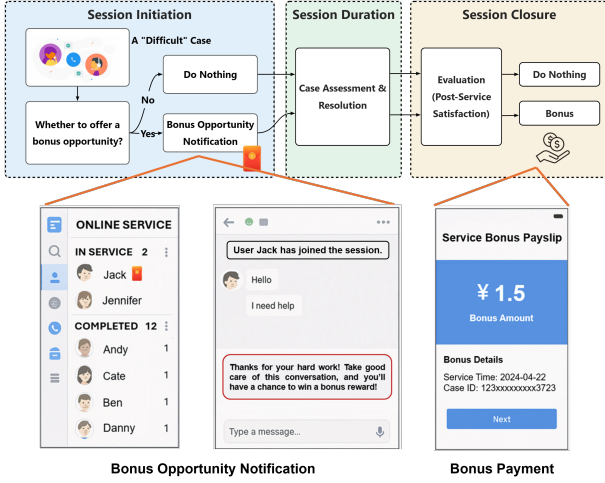 Session Initiation
Session Duration
Session Closure
A "Difficult" Case
Whether to offer a
bonus opportunity?
No
Yes
Do Nothing
Bonus Opportunity
Notification
Case Assessment &
Resolution
Evaluation
(Post-Service
Satisfaction)
Do Nothing
Bonus
ONLINE SERVICE
IN SERVICE 2
Jack
Jennifer
COMPLETED 12
Andy 1
Cate 1
Ben 1
Danny 1
User Jack has joined the session.
Hello
I need help
Thanks for your hard work! Take good
care of this conversation, and you'll
have a chance to win a bonus reward!
Type a message...
Service Bonus Payslip
¥ 1.5
Bonus Amount
Bonus Details
Service Time: 2024-04-22
Case ID: 123xxxxxxxxx3723
Next
Bonus Opportunity Notification
Bonus Payment